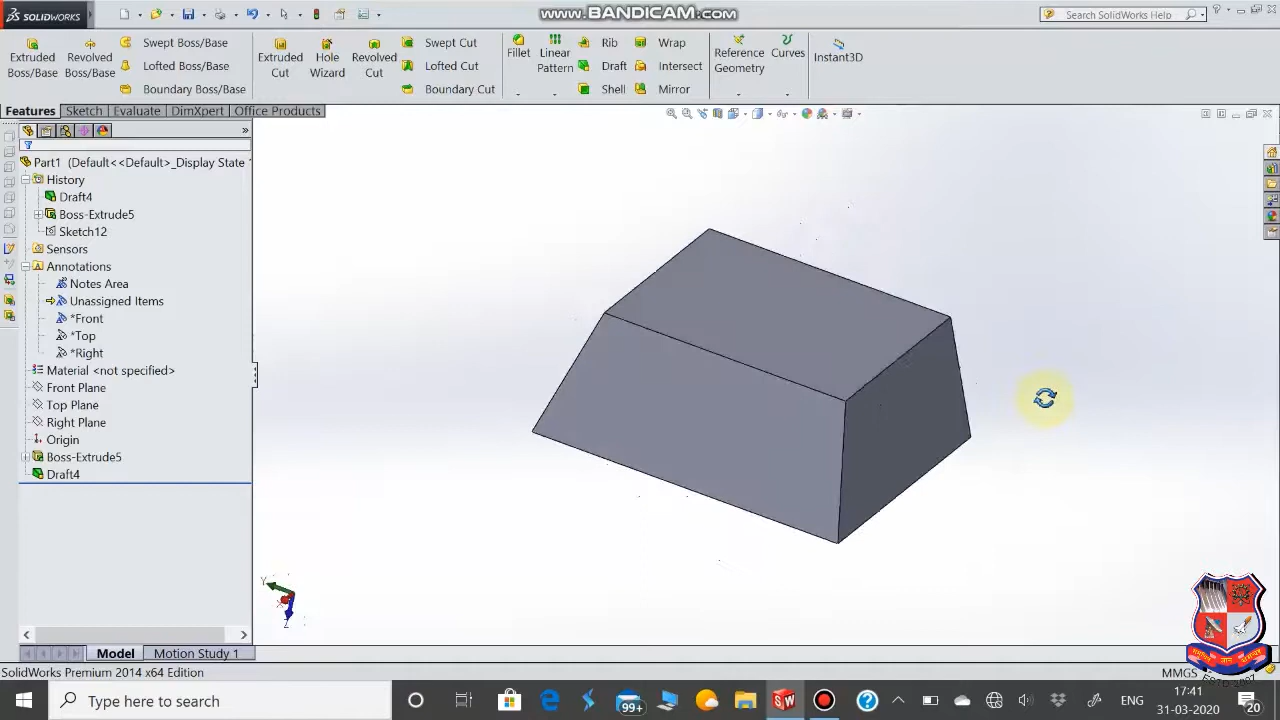 SOLIDWORKS
www.BANDICAM.com
Search SolidWorks Help
Extruded Boss/Base
Revolved Boss/Base
Swept Boss/Base
Lofted Boss/Base
Boundary Boss/Base
Extruded Cut
Hole Wizard
Revolved Cut
Swept Cut
Lofted Cut
Boundary Cut
Fillet
Linear Pattern
Rib
Draft
Shell
Wrap
Intersect
Mirror
Reference Geometry
Curves
Instant3D
Features Sketch Evaluate DimXpert Office Products
Part1 (Default<<Default>_Display State
History
Draft4
Boss-Extrude5
Sketch12
Sensors
Annotations
Notes Area
Unassigned Items
*Front
*Top
*Right
Material <not specified>
Front Plane
Top Plane
Right Plane
Origin
Boss-Extrude5
Draft4
Y
X
Z
Model Motion Study 1
SolidWorks Premium 2014 x64 Edition
MMGS
Type here to search
99+
ENG
17:41
31-03-2020
20